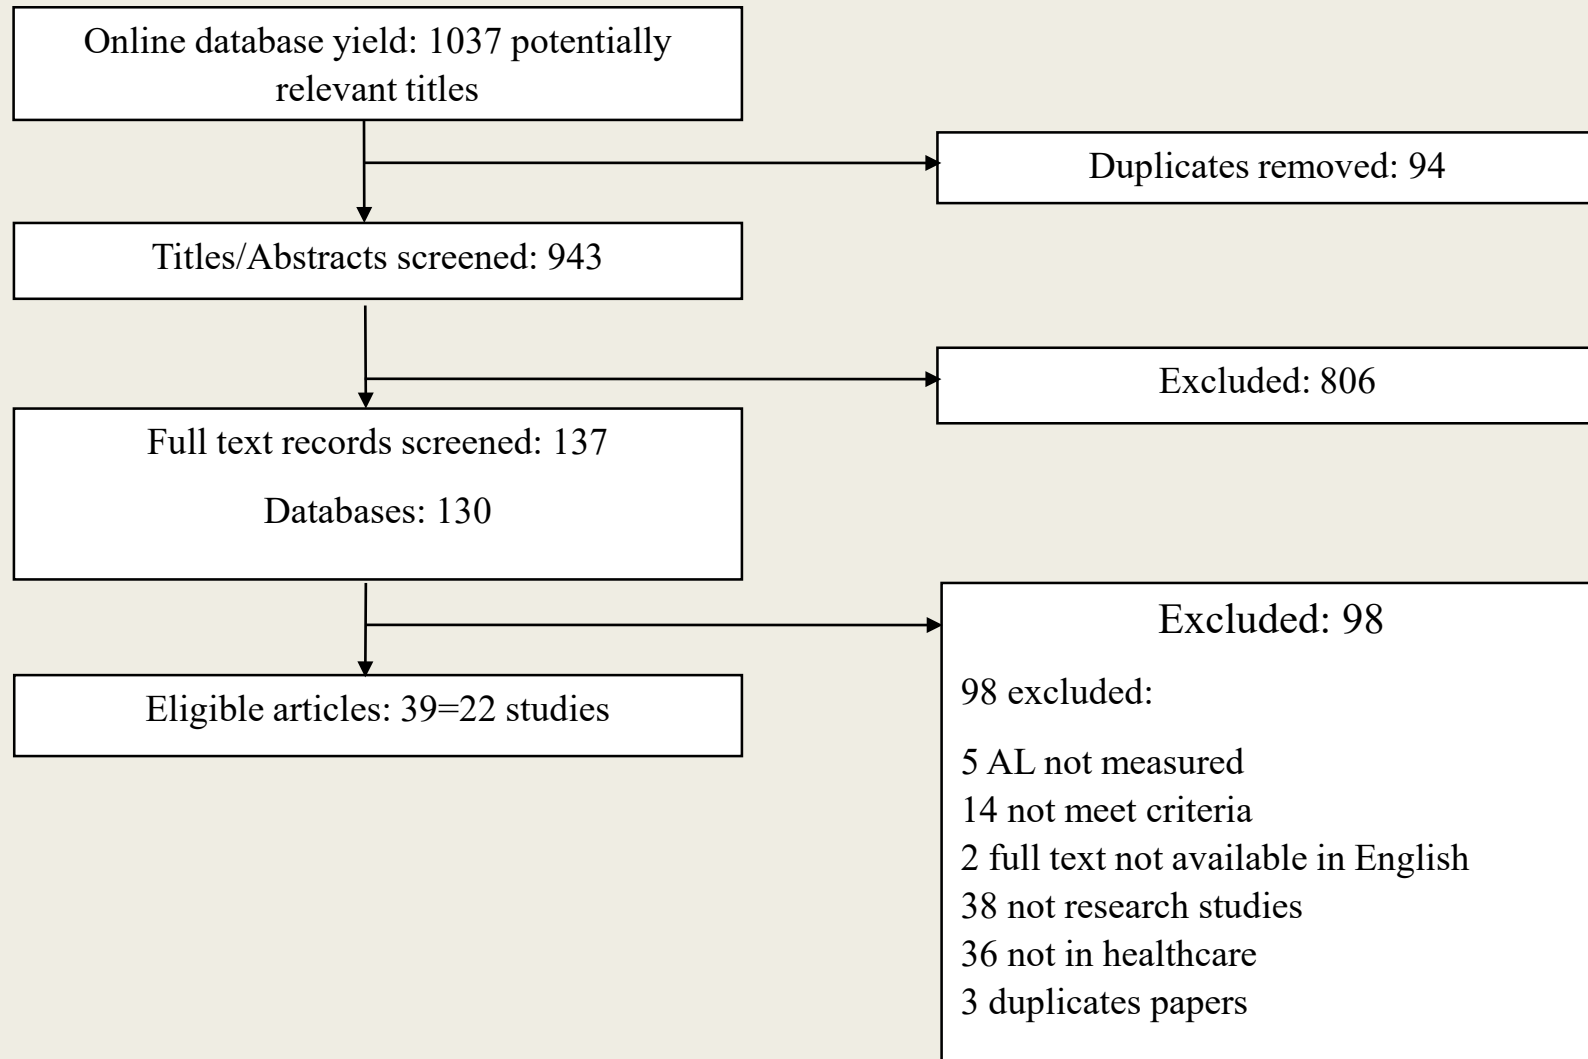 Online database yield: 1037 potentially
relevant titles
Duplicates removed: 94
Titles/Abstracts screened: 943
Excluded: 806
Full text records screened: 137
Databases: 130
Excluded: 98
98 excluded:
5 AL not measured
14 not meet criteria
2 full text not available in English
38 not research studies
36 not in healthcare
3 duplicates papers
Eligible articles: 39=22 studies